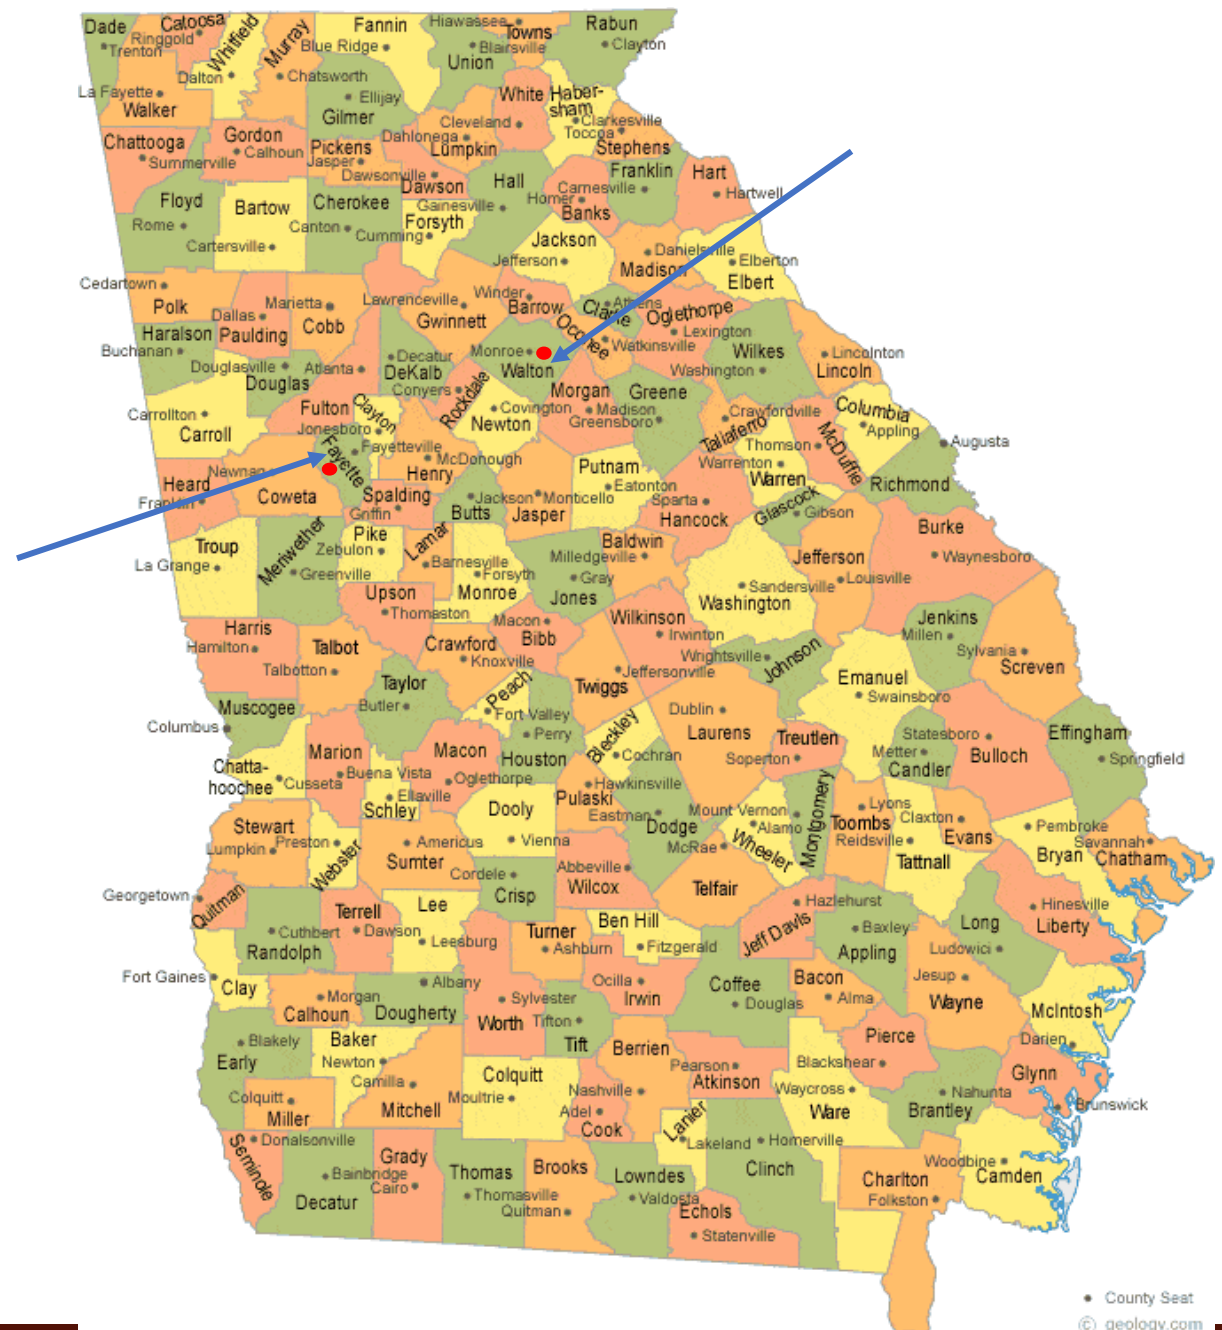 Dade
Catoosa
Ringgold
Trenton
Whitfield
Murray
Fannin
Blue Ridge
Hiawassee
Towns
Blairsville
Union
Rabun
Clayton
Dalton
Chatsworth
La Fayette
Walker
Ellijay
Gilmer
White
Haber-
sham
Clarkesville
Toccoa
Stephens
Cleveland
Chattooga
Summerville
Gordon
Calhoun
Pickens
Jasper
Dahlonega
Lumpkin
Dawsonville
Dawson
Hall
Gainesville
Franklin
Carnesville
Homer
Banks
Hart
Hartwell
Floyd
Rome
Bartow
Cartersville
Cherokee
Canton
Cumming
Forsyth
Jackson
Jefferson
Danielsville
Madison
Elberton
Elbert
Cedartown
Polk
Dallas
Paulding
Marietta
Cobb
Lawrenceville
Gwinnett
Winder
Barrow
Clarke
Athens
Oconee
Watkinsville
Oglethorpe
Lexington
Haralson
Buchanan
Douglasville
Douglas
Atlanta
Fulton
Decatur
DeKalb
Conyers
Rockdale
Monroe
Walton
Morgan
Madison
Greene
Greensboro
Wilkes
Washington
Lincolnton
Lincoln
Carrollton
Carroll
Jonesboro
Clayton
Fayette
Fayetteville
McDonough
Henry
Covington
Newton
Crawfordville
Taliaferro
Columbia
Appling
Augusta
Richmond
Thomson
McDuffie
Warrenton
Warren
Heard
Franklin
Newnan
Coweta
Spalding
Griffin
Butts
Jackson
Monticello
Jasper
Putnam
Eatonton
Sparta
Hancock
Glascock
Gibson
Burke
Waynesboro
Troup
La Grange
Meriwether
Greenville
Pike
Zebulon
Lamar
Barnesville
Forsyth
Monroe
Baldwin
Milledgeville
Gray
Jones
Jefferson
Louisville
Sandersville
Washington
Upson
Thomaston
Macon
Bibb
Wilkinson
Irwinton
Jenkins
Millen
Sylvania
Screven
Harris
Hamilton
Talbot
Talbotton
Crawford
Knoxville
Wrightsville
Johnson
Jeffersonville
Twiggs
Emanuel
Swainsboro
Taylor
Butler
Peach
Fort Valley
Muscogee
Columbus
Perry
Houston
Bleckley
Cochran
Dublin
Laurens
Treutlen
Soperton
Statesboro
Bulloch
Metter
Candler
Effingham
Springfield
Chatta-
hoochee
Cusseta
Marion
Buena Vista
Macon
Oglethorpe
Ellaville
Schley
Dooly
Vienna
Hawkinsville
Pulaski
Eastman
Dodge
McRae
Mount Vernon
Alamo
Wheeler
Montgomery
Lyons
Toombs
Reidsville
Claxton
Evans
Tattnall
Pembroke
Bryan
Savannah
Chatham
Stewart
Lumpkin
Preston
Webster
Americus
Sumter
Cordele
Crisp
Abbeville
Wilcox
Telfair
Georgetown
Quitman
Cuthbert
Randolph
Terrell
Dawson
Lee
Leesburg
Turner
Ashburn
Ben Hill
Fitzgerald
Jeff Davis
Hazlehurst
Baxley
Appling
Long
Ludowici
Hinesville
Liberty
Fort Gaines
Clay
Morgan
Calhoun
Albany
Dougherty
Sylvester
Worth
Tifton
Tift
Ocilla
Irwin
Coffee
Douglas
Bacon
Alma
Jesup
Wayne
McIntosh
Darien
Blakely
Early
Baker
Newton
Camilla
Mitchell
Colquitt
Moultrie
Berrien
Nashville
Pearson
Atkinson
Pierce
Blackshear
Waycross
Ware
Nahunta
Brantley
Glynn
Brunswick
Colquitt
Miller
Adel
Cook
Lanier
Lakeland
Homerville
Clinch
Seminole
Donalsonville
Bainbridge
Decatur
Grady
Cairo
Thomas
Thomasville
Brooks
Quitman
Lowndes
Valdosta
Echols
Statenville
Charlton
Folkston
Woodbine
Camden
County Seat
© geology.com